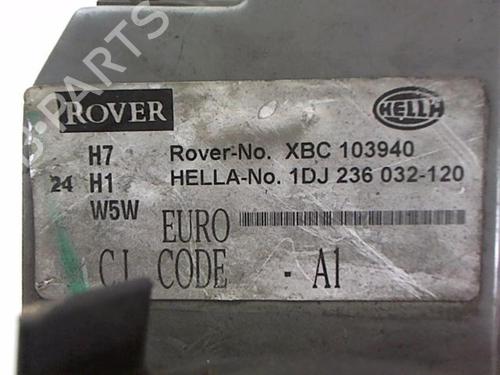 ROVER
HELLA
H7 Rover-No. XBC 103940
24 H1 HELLA-No. 1DJ 236 032-120
W5W
EURO
CODE - A1
PARTS